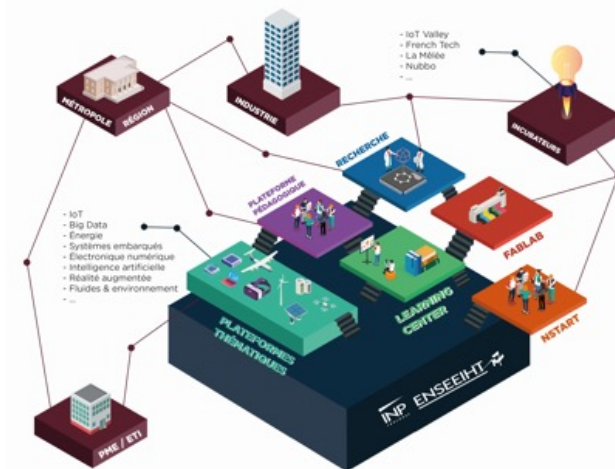 - IoT Valley
- French Tech
- La Mêlée
- Nubbo
- ...
MÉTROPOLE
RÉGION
INDUSTRIE
INCUBATEURS
RECHERCHE
PLATEFORME
PÉDAGOGIQUE
FABLAB
- IoT
- Big Data
- Énergie
- Systèmes embarqués
- Électronique numérique
- Intelligence artificielle
- Réalité augmentée
- Fluides & environnement
- ...
LEARNING
CENTER
NSTART
PLATEFORMES
THÉMATIQUES
INP ENSEEIHT
PME / ETI